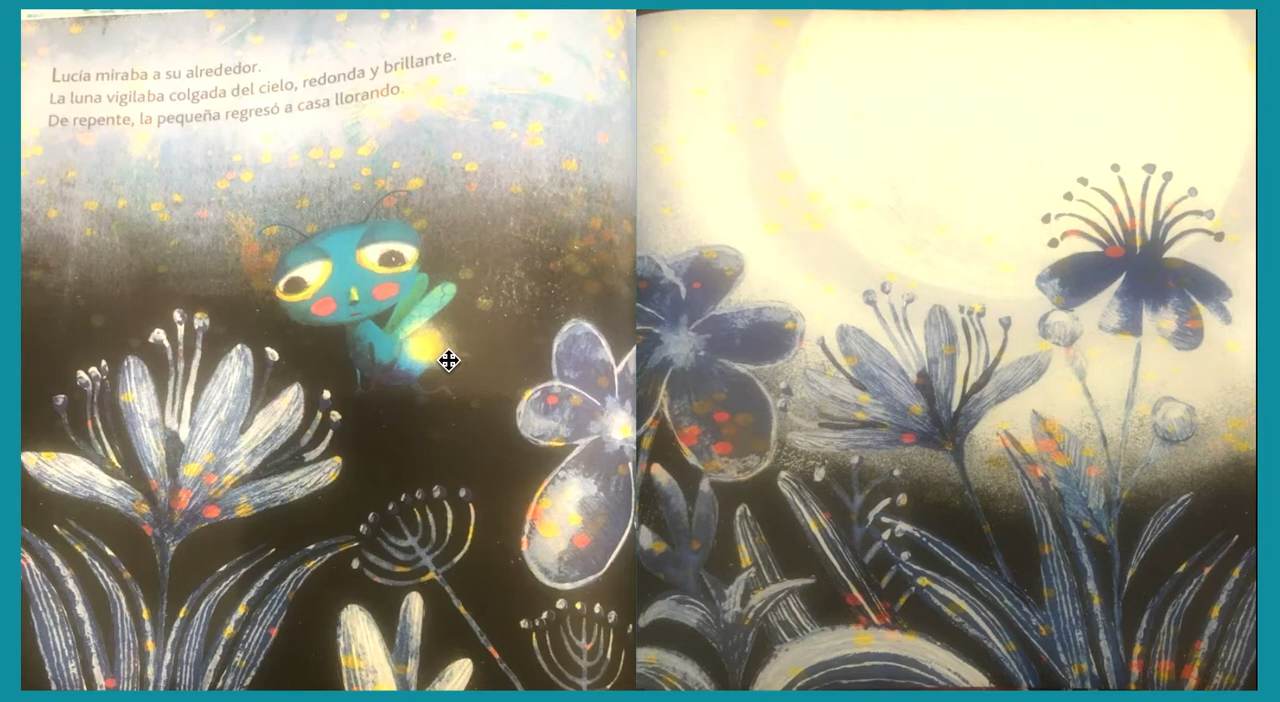 Lucía miraba a su alrededor.
La luna vigilaba colgada del cielo, redonda y brillante.
De repente, la pequeña regresó a casa llorando.